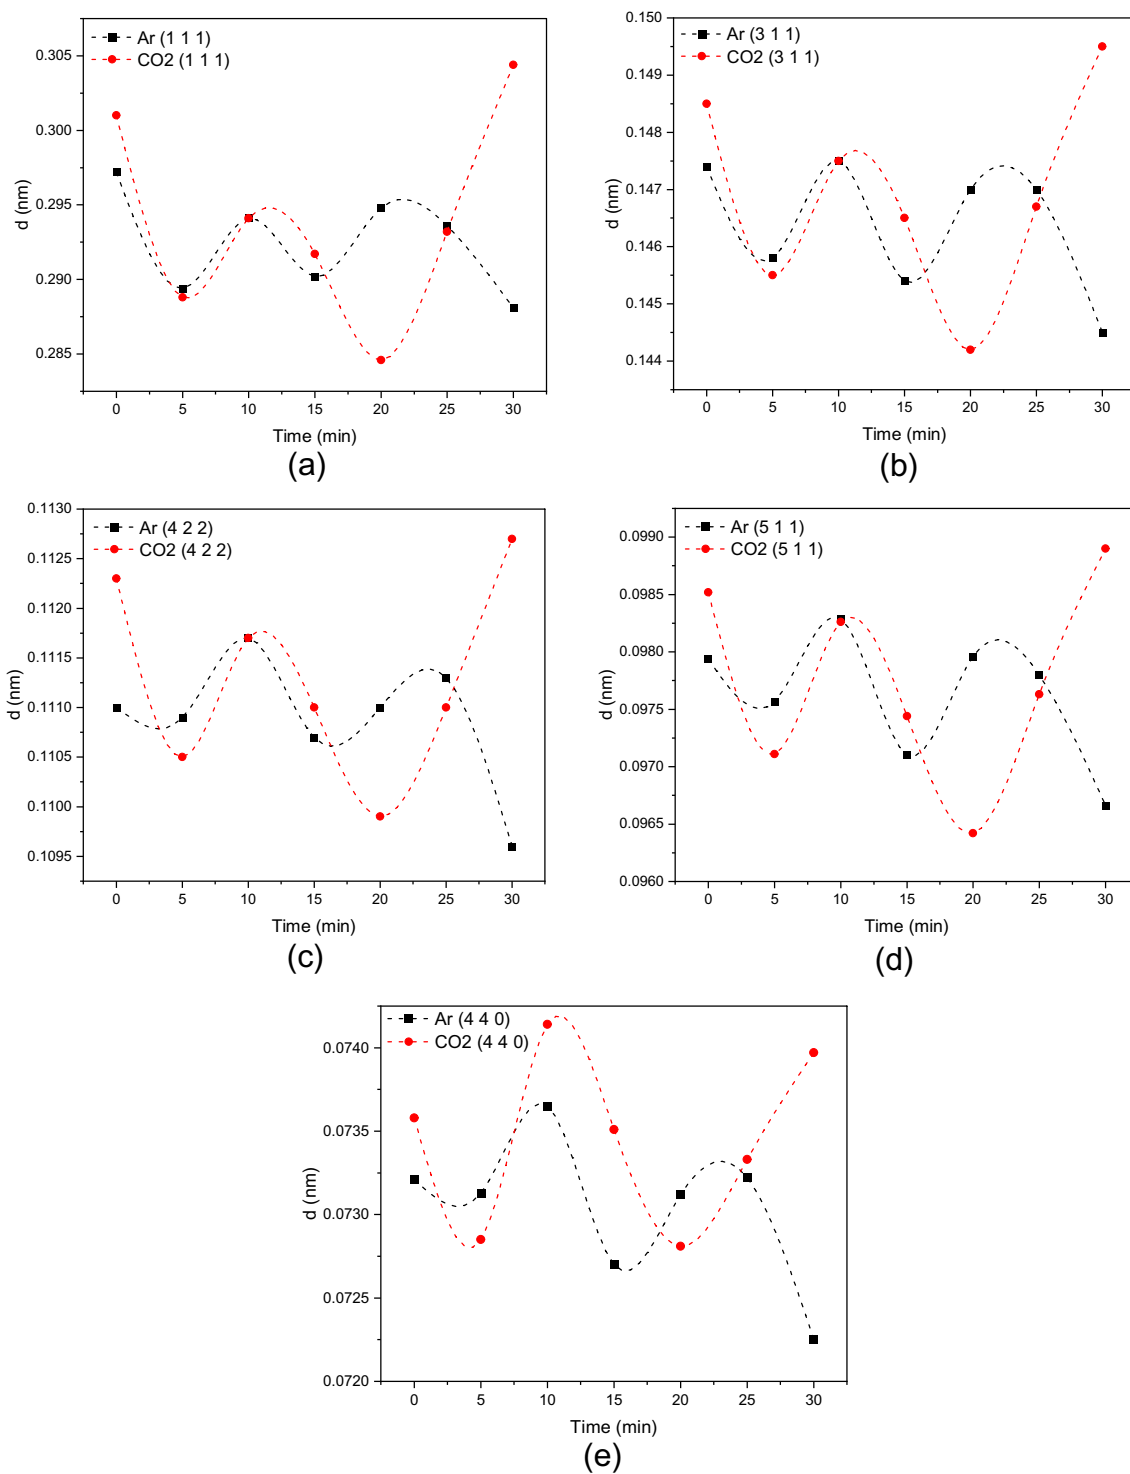 Ar (1 1 1)
CO2 (1 1 1)
0.305
0.300
0.295
0.290
0.285
d (nm)
0 5 10 15 20 25 30
Time (min)
(a)
Ar (3 1 1)
CO2 (3 1 1)
0.150
0.149
0.148
0.147
0.146
0.145
0.144
d (nm)
0 5 10 15 20 25 30
Time (min)
(b)
Ar (4 2 2)
CO2 (4 2 2)
0.1130
0.1125
0.1120
0.1115
0.1110
0.1105
0.1100
0.1095
d (nm)
0 5 10 15 20 25 30
Time (min)
(c)
Ar (5 1 1)
CO2 (5 1 1)
0.0990
0.0985
0.0980
0.0975
0.0970
0.0965
0.0960
d (nm)
0 5 10 15 20 25 30
Time (min)
(d)
Ar (4 4 0)
CO2 (4 4 0)
0.0740
0.0735
0.0730
0.0725
0.0720
d (nm)
0 5 10 15 20 25 30
Time (min)
(e)